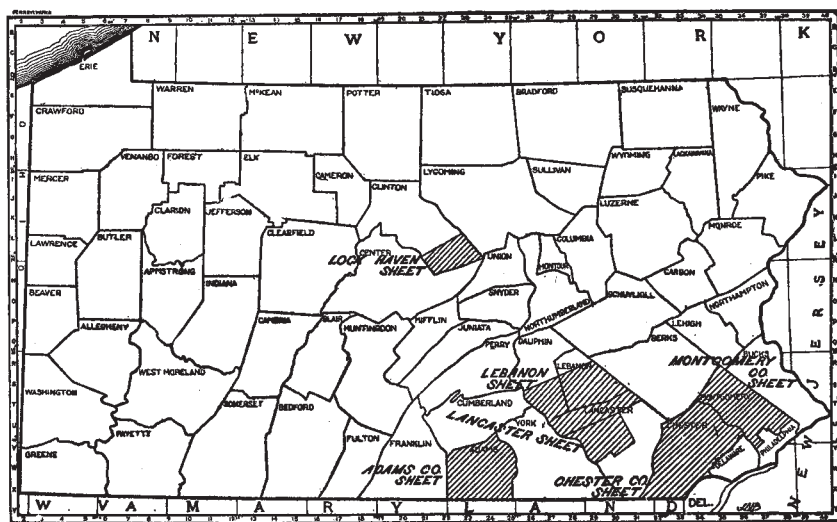 N E W Y O R K
ERIE
WARREN
McKEAN
POTTER
TIOGA
BRADFORD
SUSQUEHANNA
WAYNE
CRAWFORD
VENANGO
FOREST
ELK
WYOMING
LACKAWANNA
MERCER
CAMERON
CLINTON
LYCOMING
SULLIVAN
PIKE
CLARION
JEFFERSON
LUZERNE
CLEARFIELD
COLUMBIA
MONROE
LAWRENCE
BUTLER
CENTER
UNION
LOCK HAVEN
SHEET
MONTOUR
CARBON
ARMSTRONG
INDIANA
BEAVER
SNYDER
NORTHUMBERLAND
SCHUYLKILL
NORTHAMPTON
ALLEGHENY
CAMBRIA
BLAIR
HUNTINGDON
MIFFLIN
JUNIATA
LEHIGH
PERRY
DAUPHIN
BERKS
BUCKS
WEST MORELAND
LEBANON
MONTGOMERY
CO.
SHEET
LEBANON
SHEET
WASHINGTON
SOMERSET
BEDFORD
CUMBERLAND
LANCASTER
MONTGOMERY
YORK
LANCASTER SHEET
CHESTER
FAYETTE
FULTON
FRANKLIN
PHILADELPHIA
GREENE
ADAMS
ADAMS CO.
SHEET
CHESTER CO.
SHEET
DELAWARE
DEL.
N E W J E R S E Y
W VA M A R Y L A N D